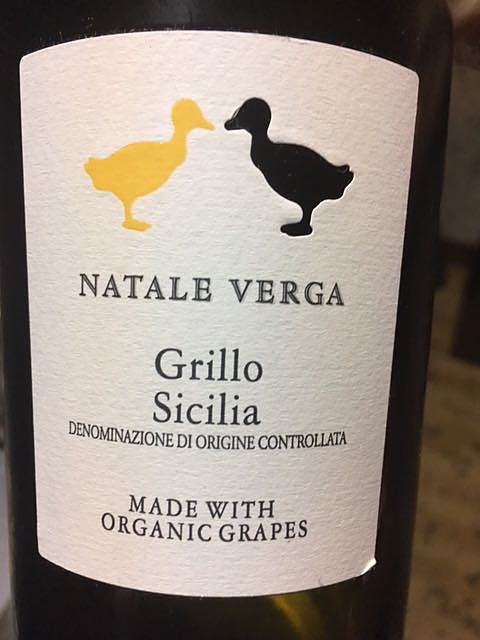 NATALE VERGA
Grillo
Sicilia
DENOMINAZIONE DI ORIGINE CONTROLLATA
MADE WITH
ORGANIC GRAPES